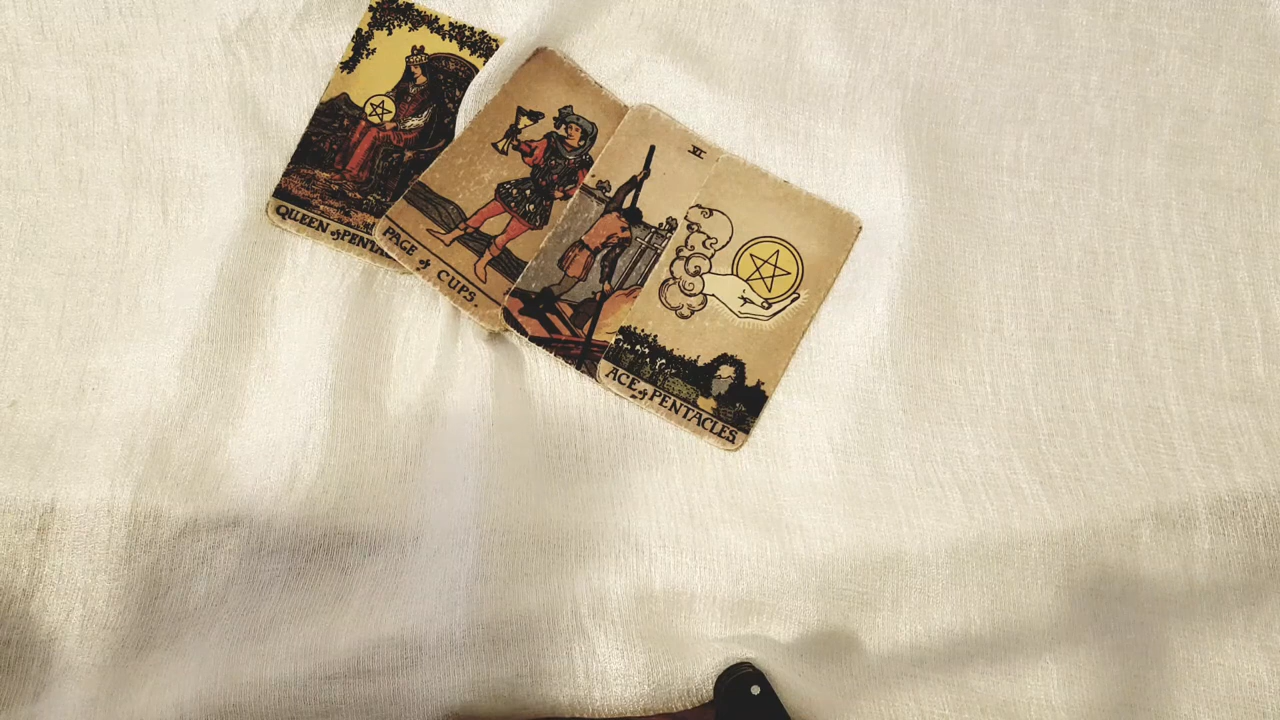 QUEEN of PENTA
PAGE of CUPS.
VI
ACE of PENTACLES.